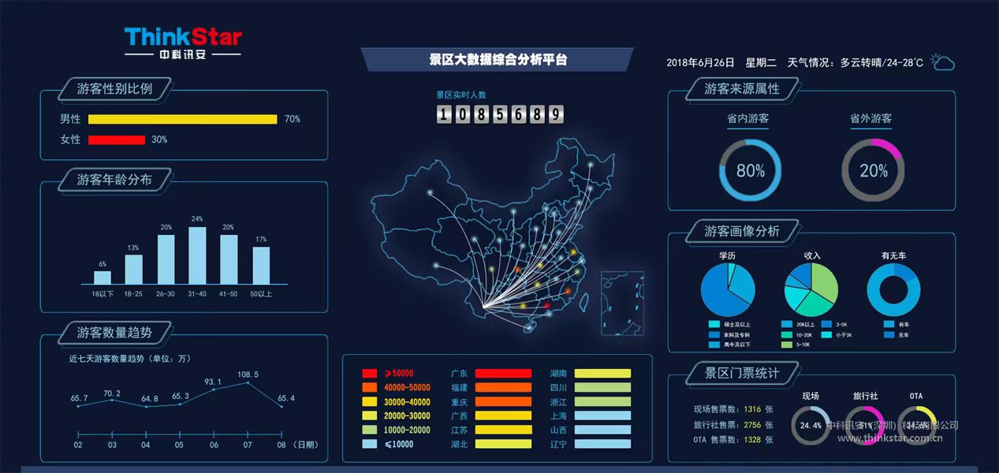 ThinkStar
中科讯安
景区大数据综合分析平台
2018年6月26日 星期二 天气情况：多云转晴/24-28℃
游客性别比例
男性 70%
女性 30%
游客年龄分布
6% 13% 20% 24% 20% 17%
18以下 18-25 26-30 31-40 41-50 50以上
游客数量趋势
近七天游客数量趋势（单位：万）
65.7 70.2 64.8 65.3 93.1 108.5 65.4
02 03 04 05 06 07 08 （日期）
景区实时人数
1085689
≥50000 广东 湖南
40000-50000 福建 四川
30000-40000 重庆 浙江
20000-30000 广西 上海
10000-20000 江苏 山西
≤10000 湖北 辽宁
游客来源属性
省内游客 省外游客
80% 20%
游客画像分析
学历 收入 有无车
硕士及以上 20K以上 3-5K 有车
本科及专科 10-20K 小于3K 无车
高中及以下 5-10K
景区门票统计
现场 旅行社 OTA
现场售票数：1316 张
旅行社售票：2756 张
OTA 售票数：1328 张
24.4% 51% 24.6%
中科讯安（深圳）科技有限公司
www.thinkstar.com.cn